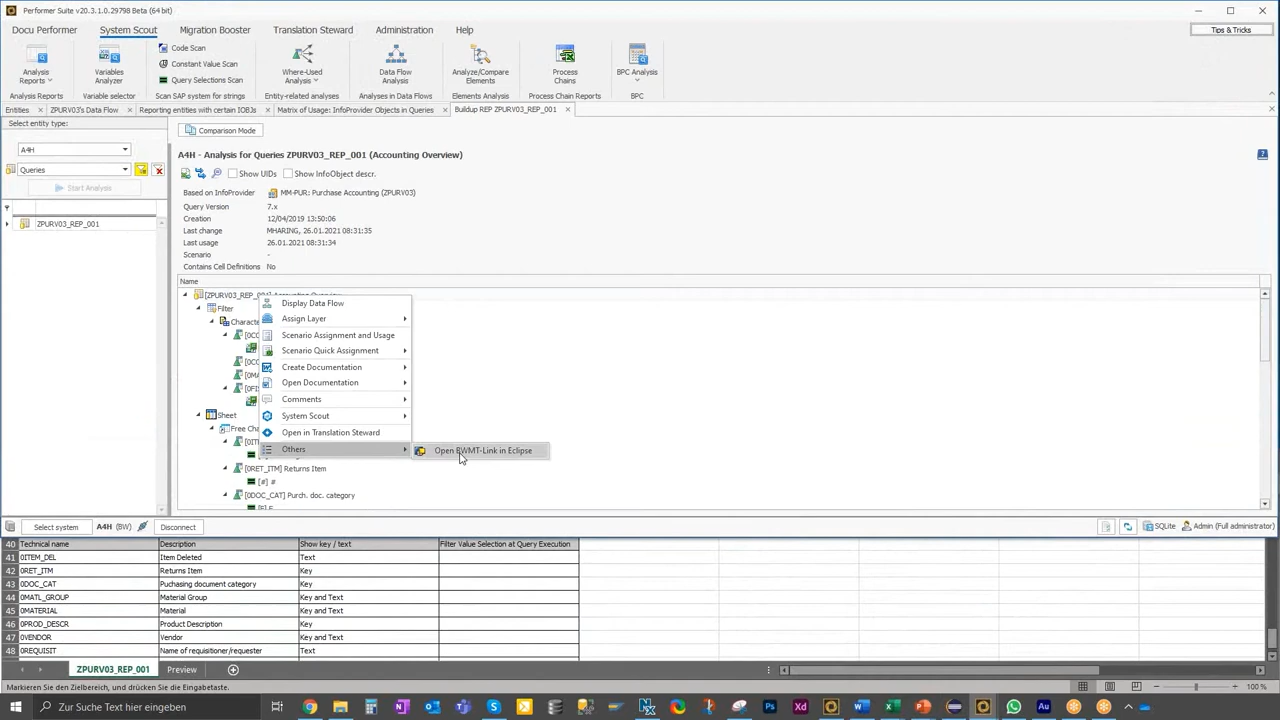 Performer Suite v20.3.1.0.29798 Beta (64 bit)
Docu Performer System Scout Migration Booster Translation Steward Administration Help Tips & Tricks
Analysis Reports
Variables Analyzer
Code Scan
Constant Value Scan
Query Selections Scan
Where-Used Analysis
Data Flow Analysis
Analyze/Compare Elements
Process Chains
BPC Analysis
Analysis Reports Variable selector Scan SAP system for strings Entity-related analyses Analyses in Data Flows Elements Analysis Process Chain Reports BPC
Entities ZPURV03's Data Flow Reporting entities with certain IOBJs Matrix of Usage: InfoProvider Objects in Queries Buildup REP ZPURV03_REP_001
Select entity type:
A4H
Queries
Start Analysis
ZPURV03_REP_001
Comparison Mode
A4H - Analysis for Queries ZPURV03_REP_001 (Accounting Overview)
Show UIDs Show InfoObject descr.
Based on InfoProvider MM-PUR: Purchase Accounting (ZPURV03)
Query Version 7.x
Creation 12/04/2019 13:50:06
Last change MHARING, 26.01.2021 08:31:35
Last usage 26.01.2021 08:31:34
Scenario -
Contains Cell Definitions No
Name
[ZPURV03_REP_
Filter
Characte
[0CO
[0CO
[0MA
[0FI
Sheet
Free Cha
[0IT
[0RET_ITM] Returns Item
[#] #
[0DOC_CAT] Purch. doc. category
[F] F
Display Data Flow
Assign Layer
Scenario Assignment and Usage
Scenario Quick Assignment
Create Documentation
Open Documentation
Comments
System Scout
Open in Translation Steward
Others
Open BWMT-Link in Eclipse
Select system A4H (BW) Disconnect SQLite Admin (Full administrator)
40 Technical name Description Show key / text Filter Value Selection at Query Execution
41 0ITEM_DEL Item Deleted Text
42 0RET_ITM Returns Item Key
43 0DOC_CAT Puchasing document category Key
44 0MATL_GROUP Material Group Key and Text
45 0MATERIAL Material Key and Text
46 0PROD_DESCR Product Description Key
47 0VENDOR Vendor Key and Text
48 0REQUISIT Name of requisitioner/requester Text
ZPURV03_REP_001 Preview
Markieren Sie den Zielbereich, und drücken Sie die Eingabetaste. 100 %
Zur Suche Text hier eingeben